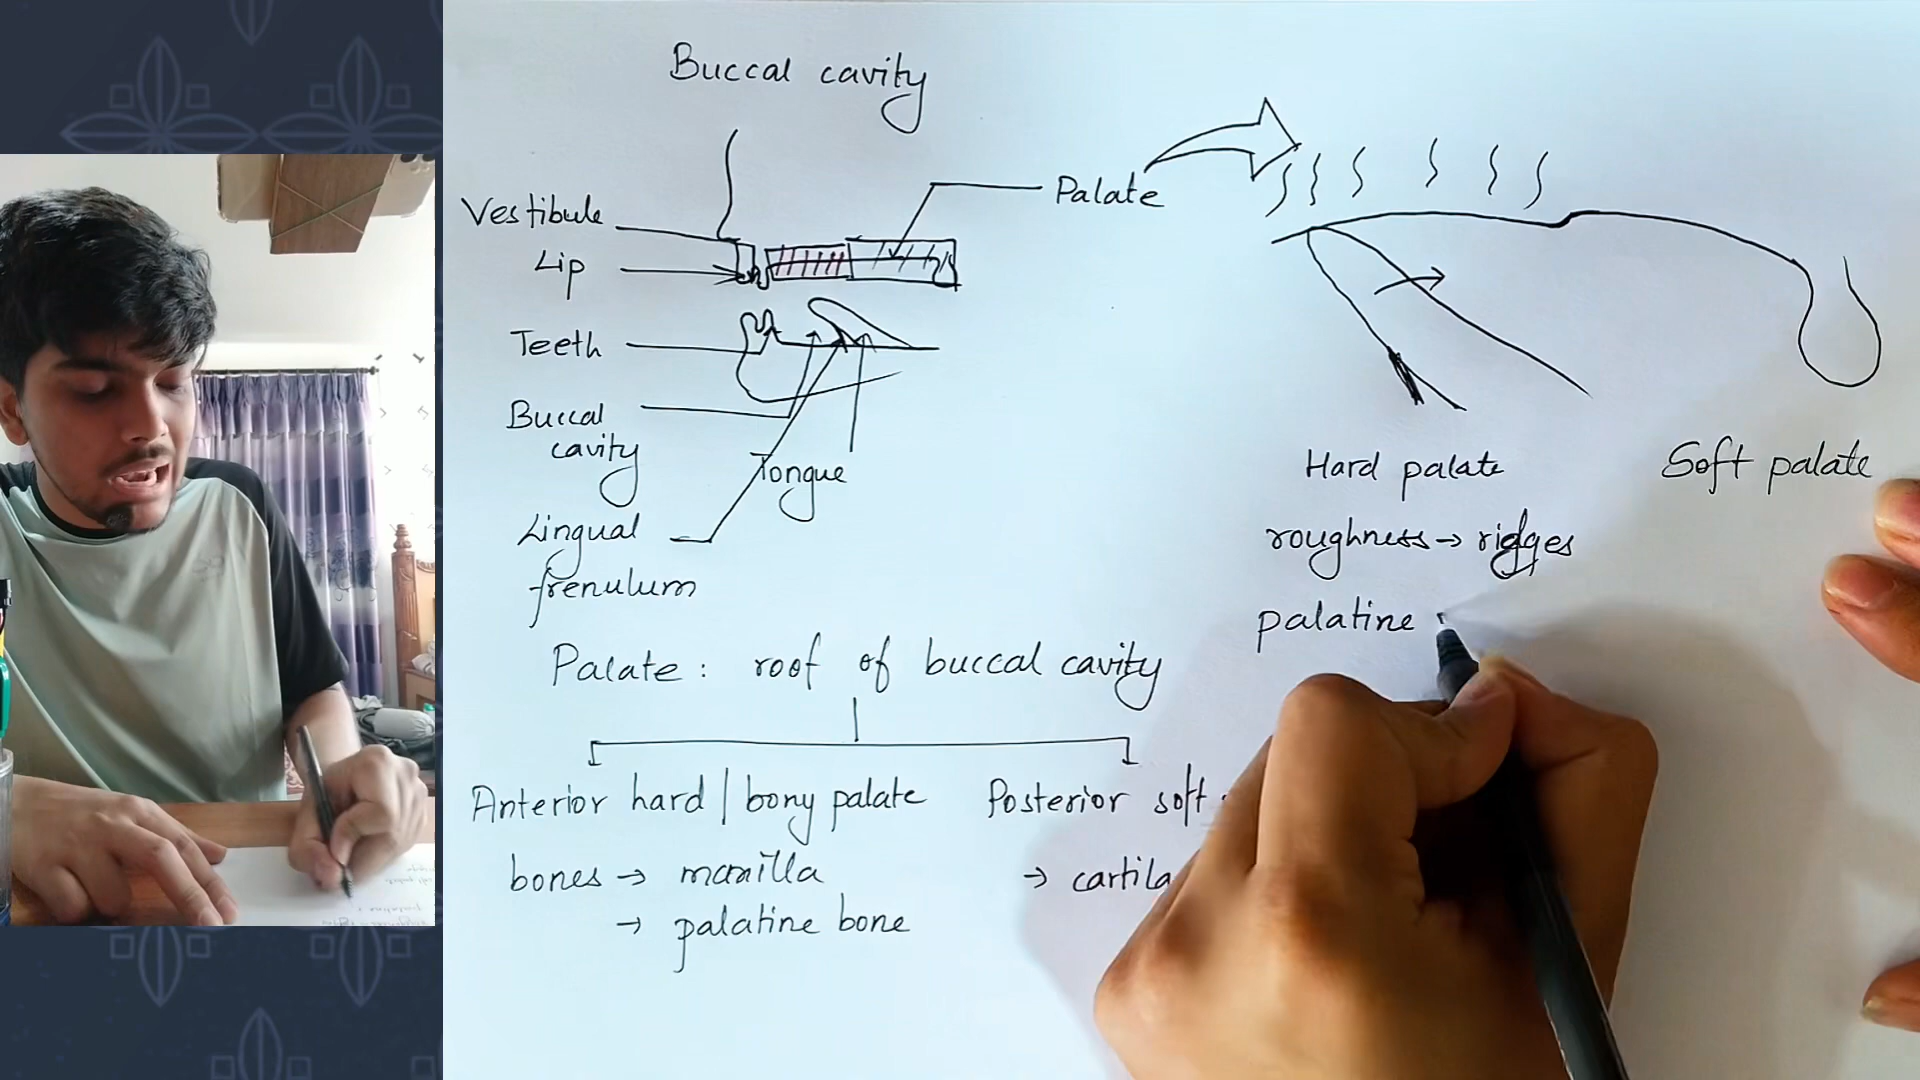 Buccal cavity
Vestibule
Lip
Teeth
Buccal
cavity
Tongue
Lingual
frenulum
Palate
Palate : roof of buccal cavity
Anterior hard | bony palate
bones → maxilla
→ palatine bone
Posterior soft
→ cartila
Hard palate
roughness → ridges
palatine
Soft palate